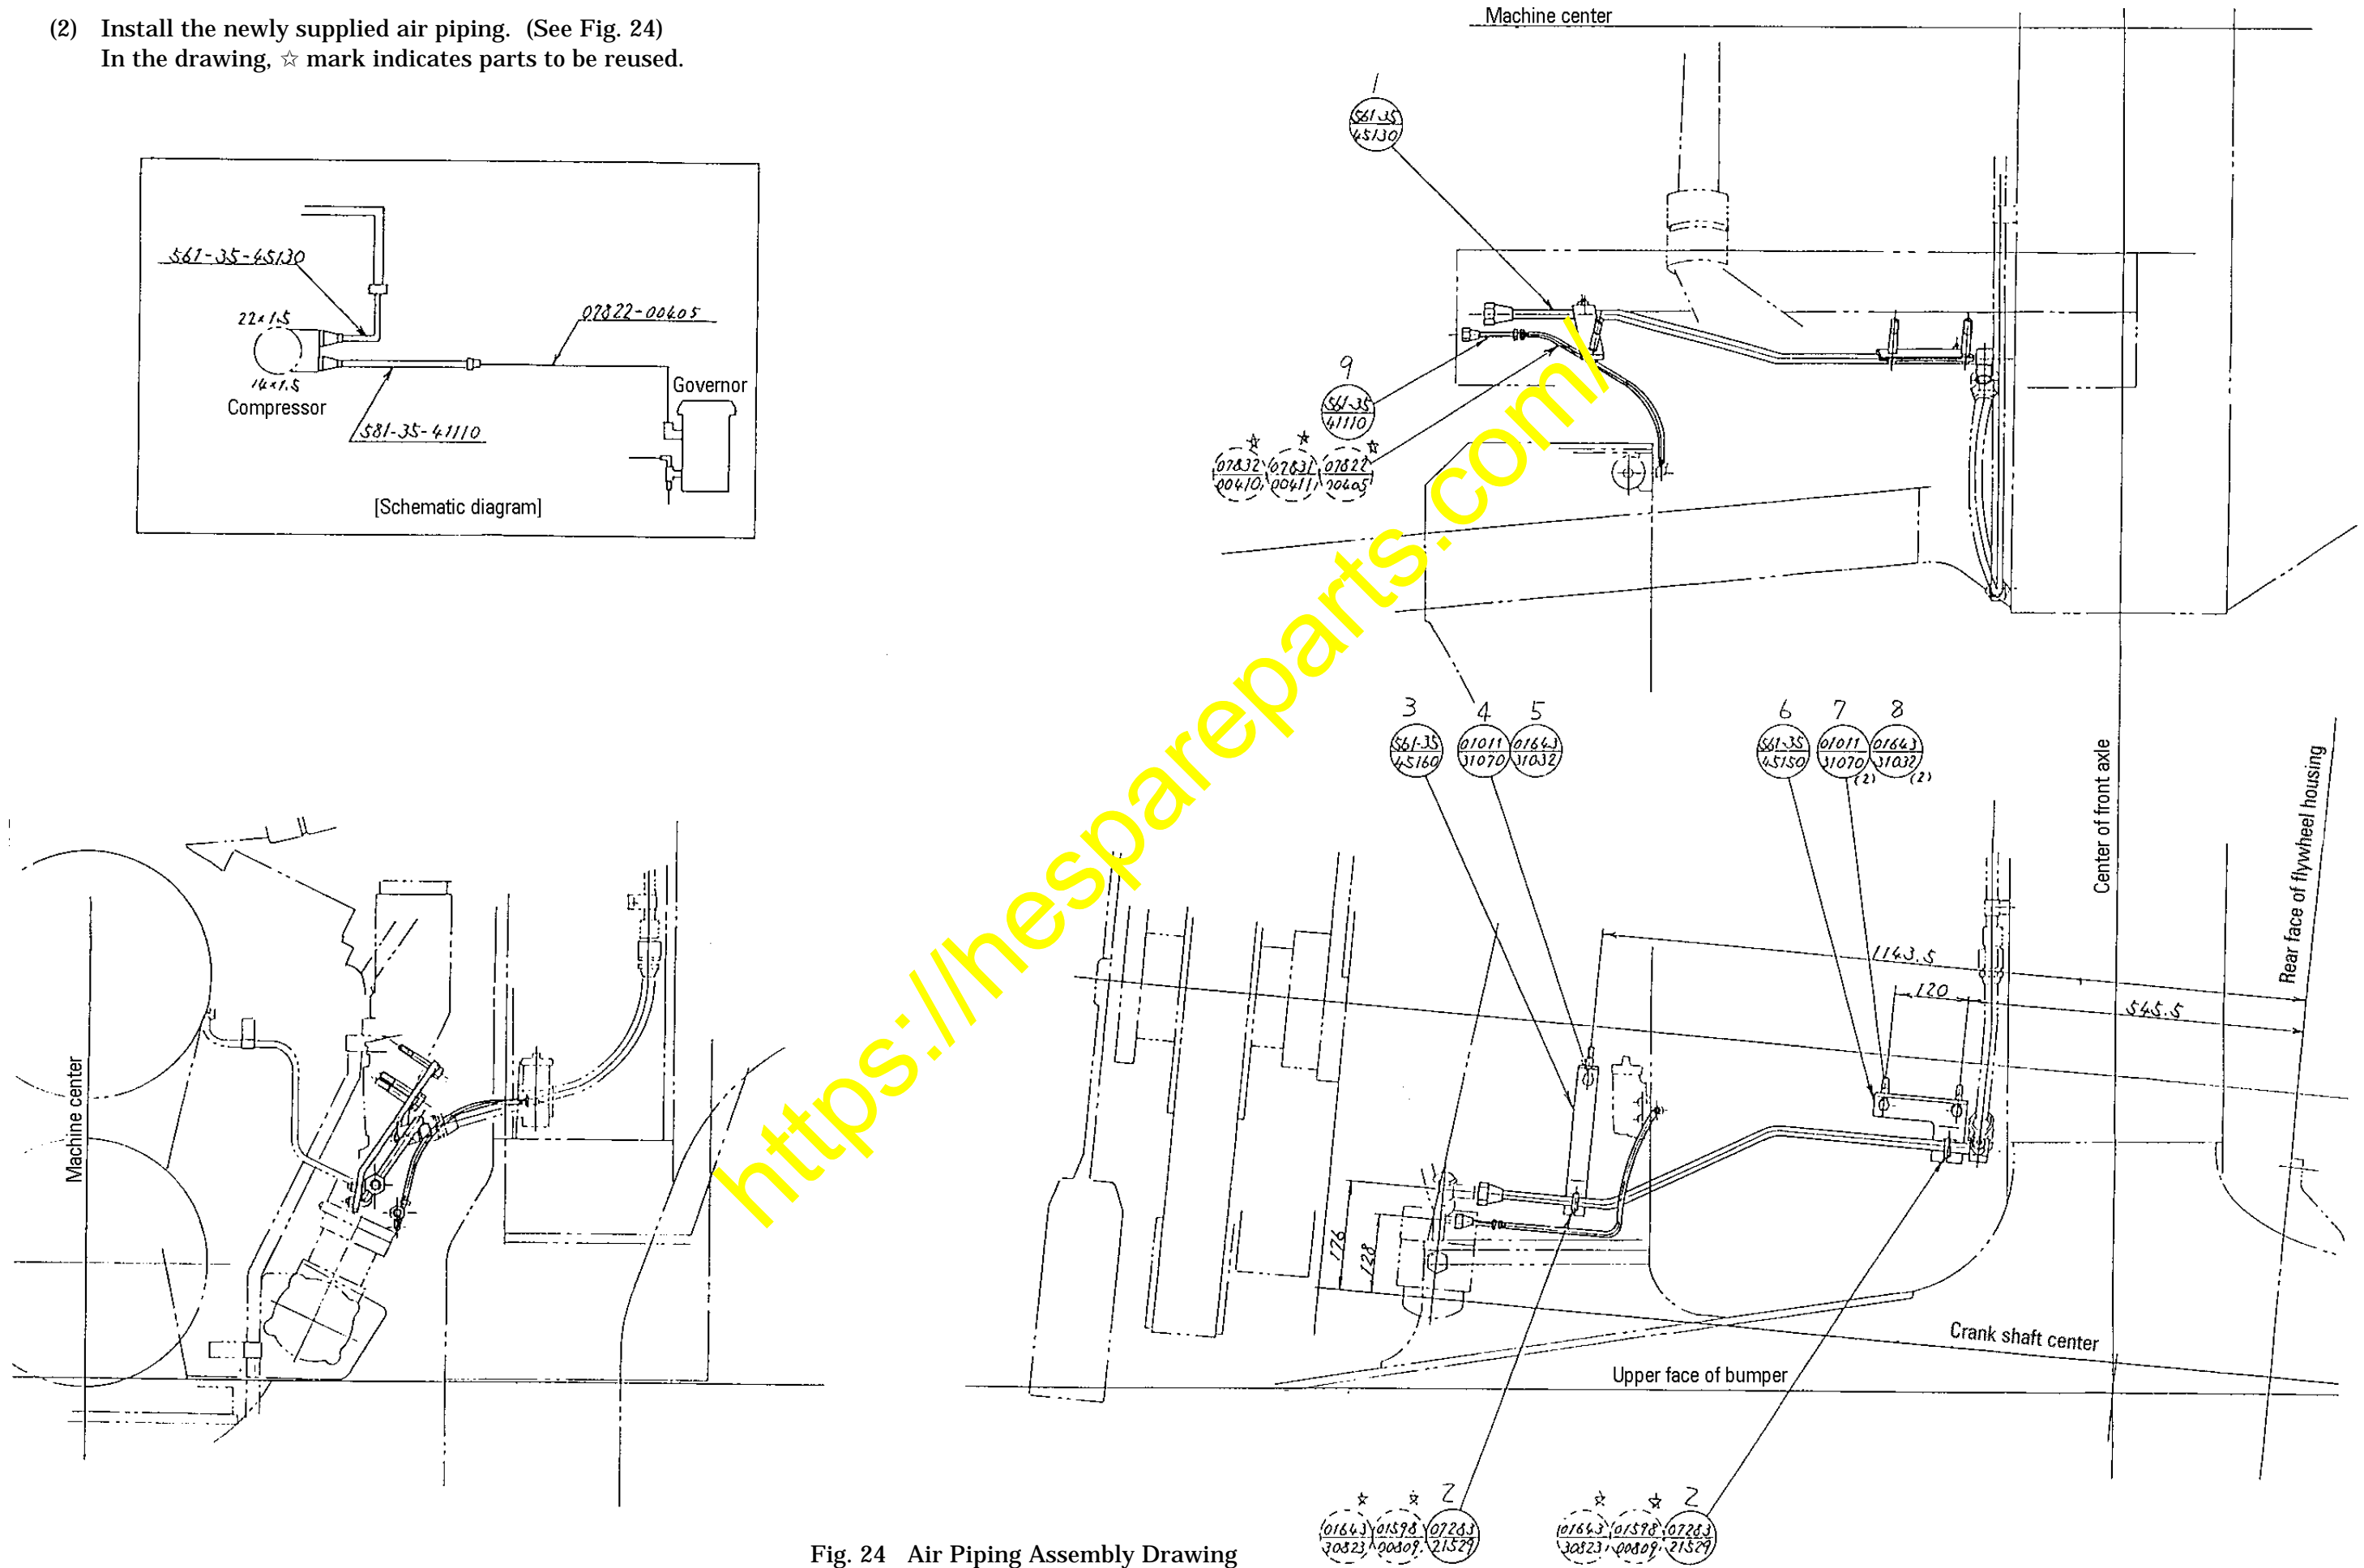 (2) Install the newly supplied air piping. (See Fig. 24)
In the drawing, ☆ mark indicates parts to be reused.
561-35-45130
22×1.5
14×1.5
Compressor
07822-00405
581-35-41110
Governor
[Schematic diagram]
Machine center
1
561-35
45130
9
561-35
41110
☆ ☆ ☆
07832 07831 07822
00410 00411 00405
3 4 5
561-35 01011 01643
45160 31070 31032
6 7 8
561-35 01011 01643
45150 31070 31032
(2) (2)
Center of front axle
Rear face of flywheel housing
1143.5
120
545.5
176
128
Crank shaft center
Upper face of bumper
Machine center
☆ ☆ 2
01643 01598 07283
30823 00809 21529
☆ ☆ 2
01643 01598 07283
30823 00809 21529
https://hespareparts.com/
Fig. 24 Air Piping Assembly Drawing